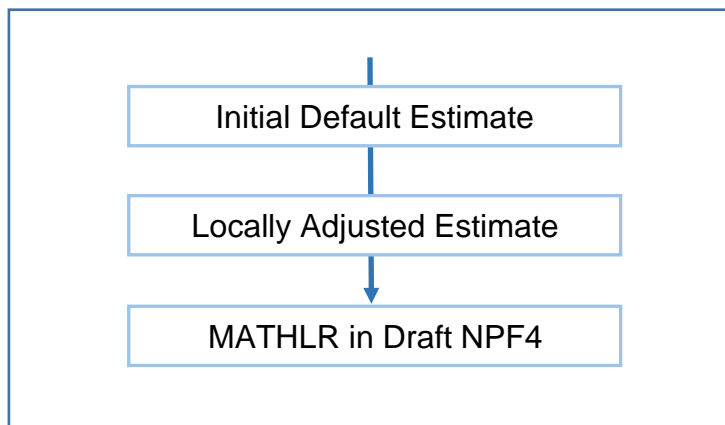 Initial Default Estimate
Locally Adjusted Estimate
MATHLR in Draft NPF4